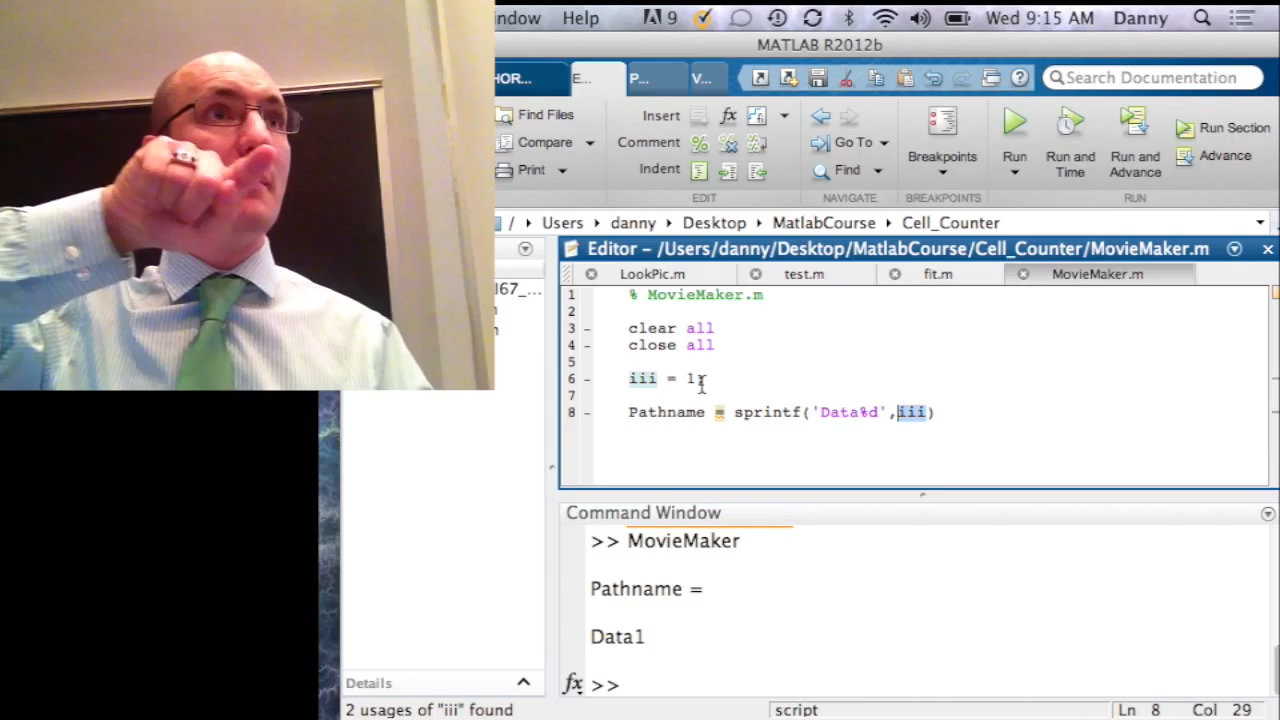 indow Help A 9 Wed 9:15 AM Danny
MATLAB R2012b
HOR... E... P... V... Search Documentation
Find Files Insert fx Run Section
Compare Comment % Go To Breakpoints Run Run and Time Run and Advance Advance
Print Indent Find
EDIT NAVIGATE BREAKPOINTS RUN
/ Users danny Desktop MatlabCourse Cell_Counter
Editor – /Users/danny/Desktop/MatlabCourse/Cell_Counter/MovieMaker.m
I67_... LookPic.m test.m fit.m MovieMaker.m
1 % MovieMaker.m
2
3 – clear all
4 – close all
5
6 – iii = 1;
7
8 – Pathname = sprintf('Data%d',iii)
Command Window
>> MovieMaker
Pathname =
Data1
fx >>
Details
2 usages of "iii" found script Ln 8 Col 29